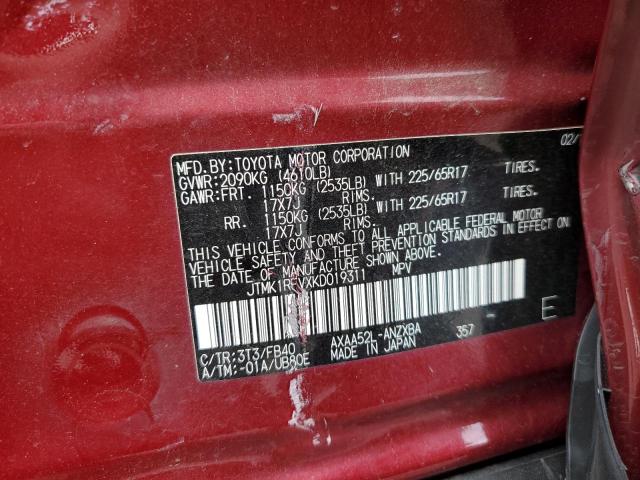 MFD.BY:TOYOTA MOTOR CORPORATION 02/
GVWR:2090KG (4610LB)
GAWR:FRT. 1150KG (2535LB) WITH 225/65R17 TIRES.
17X7J RIMS.
RR. 1150KG (2535LB) WITH 225/65R17 TIRES.
17X7J RIMS.
THIS VEHICLE CONFORMS TO ALL APPLICABLE FEDERAL MOTOR
VEHICLE SAFETY AND THEFT PREVENTION STANDARDS IN EFFECT ON
THE DATE OF MANUFACTURE SHOWN ABOVE.
MPV
E
C/TR:3T3/FB40 AXAA52L-ANZXBA 357
A/TM:-01A/UB80E MADE IN JAPAN